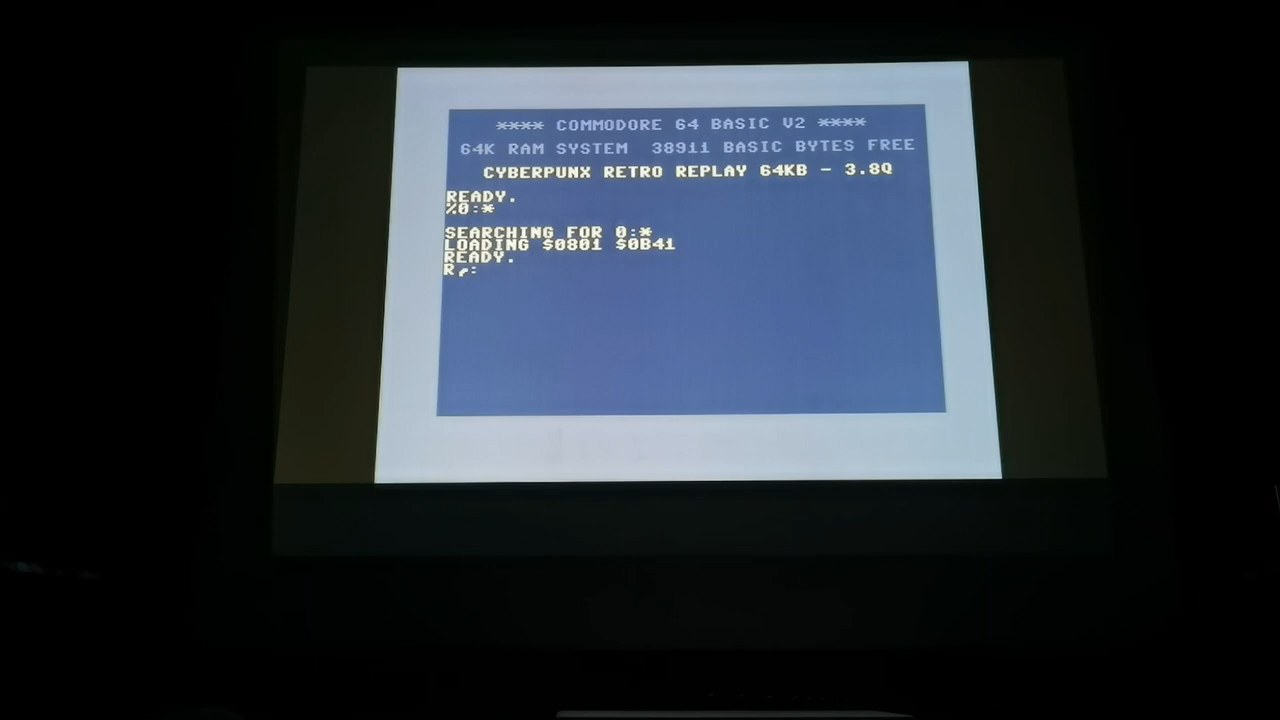 **** COMMODORE 64 BASIC V2 ****
64K RAM SYSTEM  38911 BASIC BYTES FREE
CYBERPUNX RETRO REPLAY 64KB - 3.8Q
READY.
%0:*
SEARCHING FOR 0:*
LOADING $0801 $0B41
READY.
R╭: